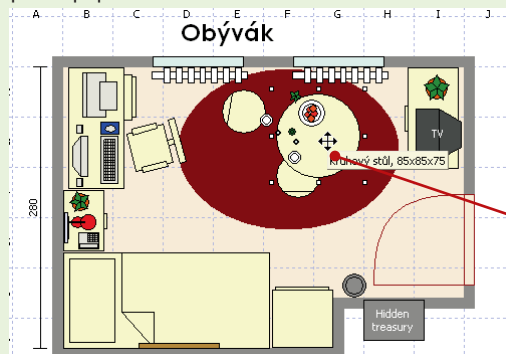 A B C D E F G H I J
Obývák
TV
kruhový stůl, 85x85x75
280
Hidden
treasury